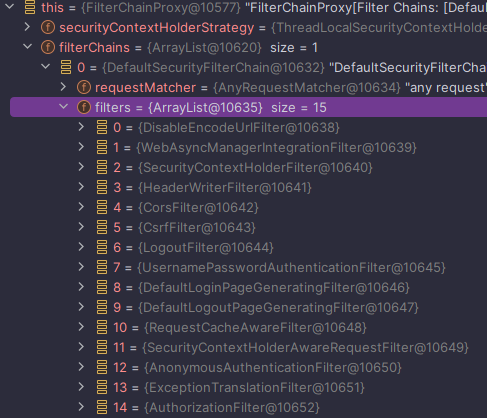 this = {FilterChainProxy@10577} "FilterChainProxy[Filter Chains: [Defa
f securityContextHolderStrategy = {ThreadLocalSecurityContextHolde
f filterChains = {ArrayList@10620} size = 1
0 = {DefaultSecurityFilterChain@10632} "DefaultSecurityFilterCha
f requestMatcher = {AnyRequestMatcher@10634} "any request"
f filters = {ArrayList@10635} size = 15
0 = {DisableEncodeUrlFilter@10638}
1 = {WebAsyncManagerIntegrationFilter@10639}
2 = {SecurityContextHolderFilter@10640}
3 = {HeaderWriterFilter@10641}
4 = {CorsFilter@10642}
5 = {CsrfFilter@10643}
6 = {LogoutFilter@10644}
7 = {UsernamePasswordAuthenticationFilter@10645}
8 = {DefaultLoginPageGeneratingFilter@10646}
9 = {DefaultLogoutPageGeneratingFilter@10647}
10 = {RequestCacheAwareFilter@10648}
11 = {SecurityContextHolderAwareRequestFilter@10649}
12 = {AnonymousAuthenticationFilter@10650}
13 = {ExceptionTranslationFilter@10651}
14 = {AuthorizationFilter@10652}